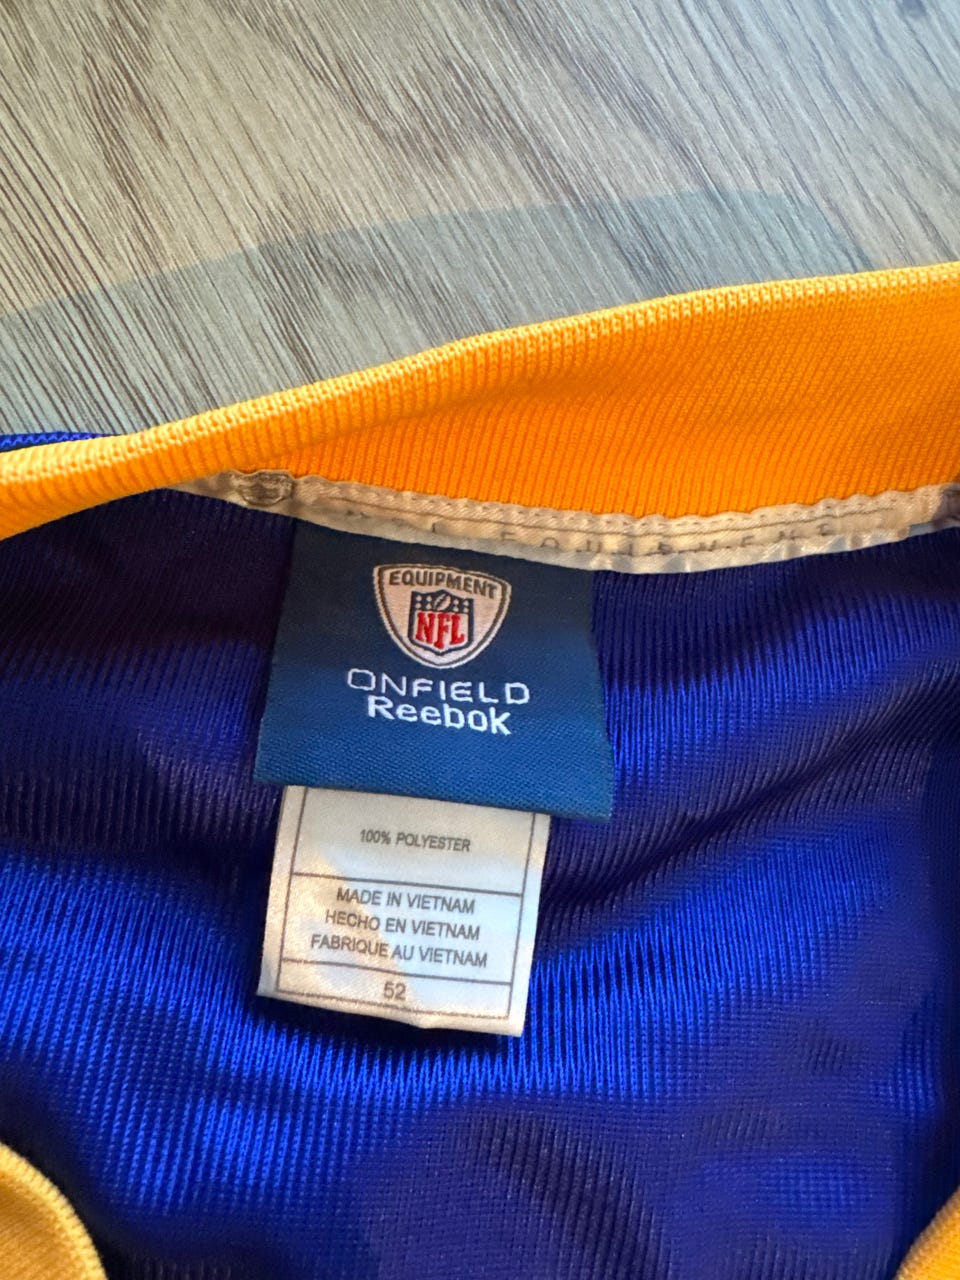 EQUIPMENT
NFL
ONFIELD
Reebok
100% POLYESTER
MADE IN VIETNAM
HECHO EN VIETNAM
FABRIQUE AU VIETNAM
52